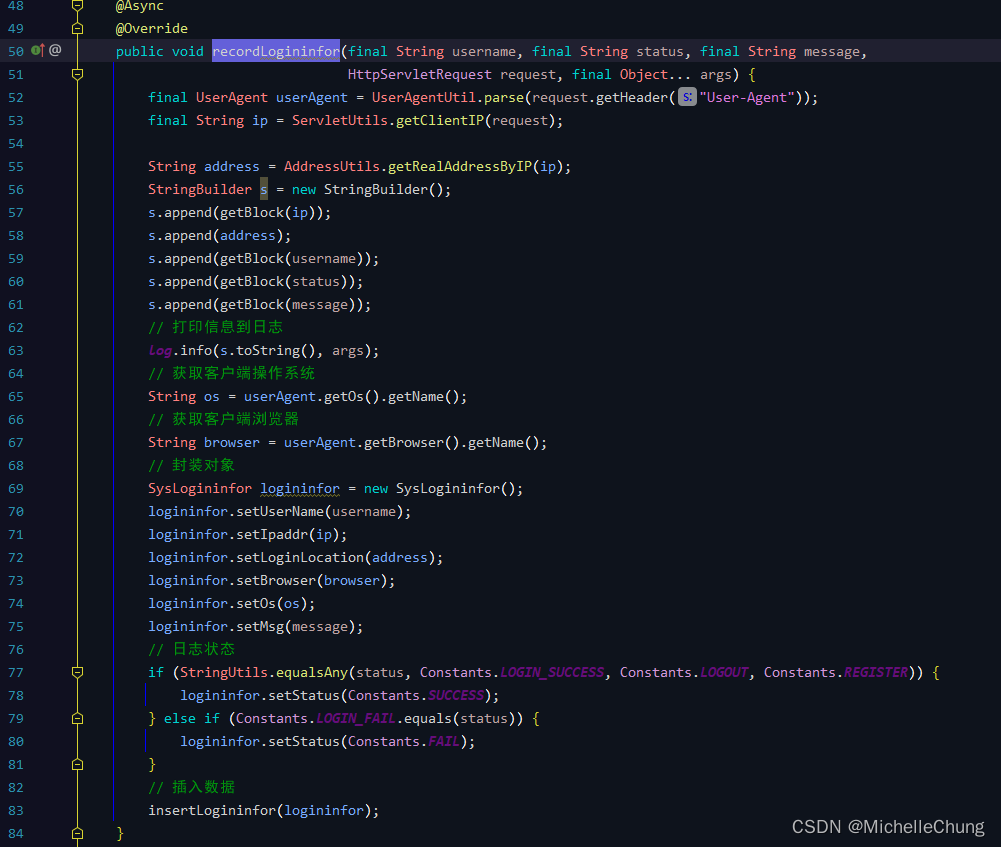 48 @Async
49 @Override
50 @ public void recordLogininfor(final String username, final String status, final String message,
51 HttpServletRequest request, final Object... args) {
52 final UserAgent userAgent = UserAgentUtil.parse(request.getHeader( s: "User-Agent"));
53 final String ip = ServletUtils.getClientIP(request);
54
55 String address = AddressUtils.getRealAddressByIP(ip);
56 StringBuilder s = new StringBuilder();
57 s.append(getBlock(ip));
58 s.append(address);
59 s.append(getBlock(username));
60 s.append(getBlock(status));
61 s.append(getBlock(message));
62 // 打印信息到日志
63 log.info(s.toString(), args);
64 // 获取客户端操作系统
65 String os = userAgent.getOs().getName();
66 // 获取客户端浏览器
67 String browser = userAgent.getBrowser().getName();
68 // 封装对象
69 SysLogininfor logininfor = new SysLogininfor();
70 logininfor.setUserName(username);
71 logininfor.setIpaddr(ip);
72 logininfor.setLoginLocation(address);
73 logininfor.setBrowser(browser);
74 logininfor.setOs(os);
75 logininfor.setMsg(message);
76 // 日志状态
77 if (StringUtils.equalsAny(status, Constants.LOGIN_SUCCESS, Constants.LOGOUT, Constants.REGISTER)) {
78 logininfor.setStatus(Constants.SUCCESS);
79 } else if (Constants.LOGIN_FAIL.equals(status)) {
80 logininfor.setStatus(Constants.FAIL);
81 }
82 // 插入数据
83 insertLogininfor(logininfor);
84 }
CSDN @MichelleChung